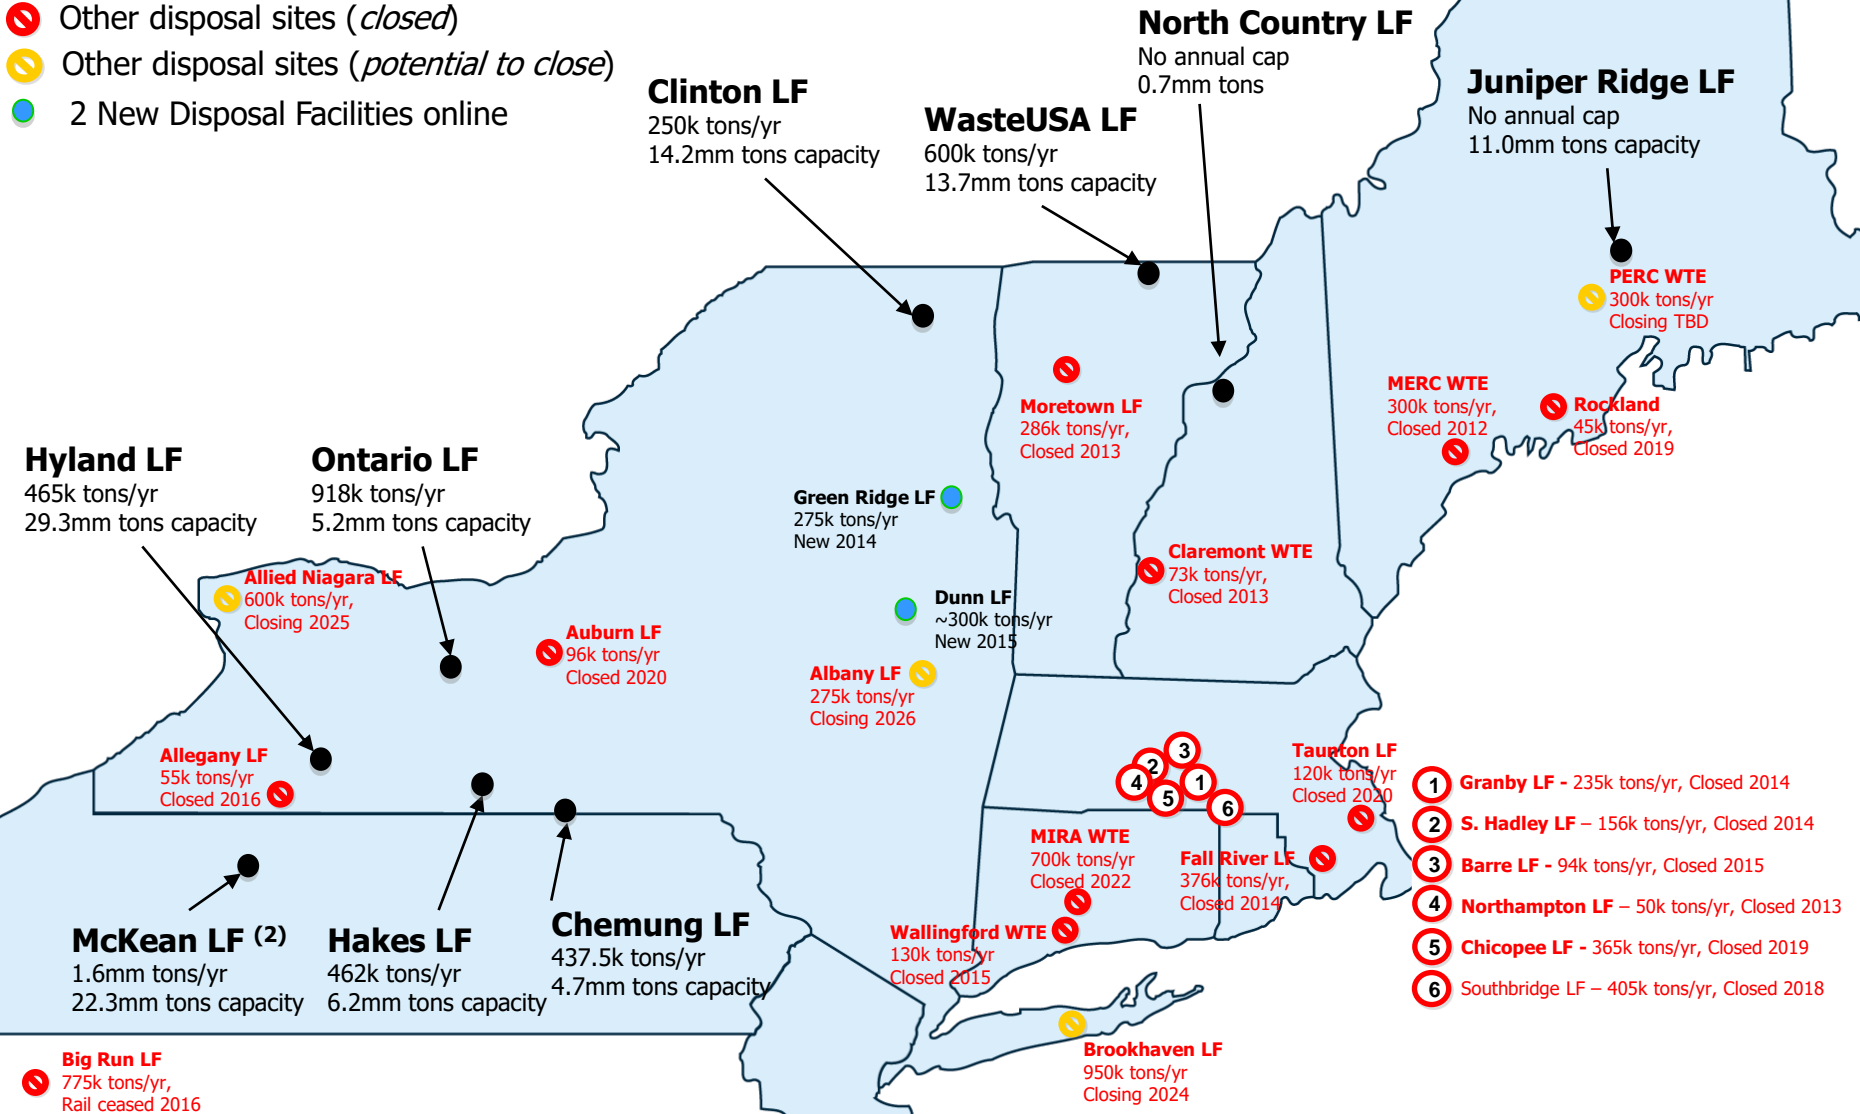 Other disposal sites (closed)
Other disposal sites (potential to close)
2 New Disposal Facilities online
North Country LF
No annual cap
0.7mm tons
Clinton LF
250k tons/yr
14.2mm tons capacity
WasteUSA LF
600k tons/yr
13.7mm tons capacity
Juniper Ridge LF
No annual cap
11.0mm tons capacity
PERC WTE
300k tons/yr
Closing TBD
MERC WTE
300k tons/yr,
Closed 2012
Rockland
45k tons/yr,
Closed 2019
Moretown LF
286k tons/yr,
Closed 2013
Hyland LF
465k tons/yr
29.3mm tons capacity
Ontario LF
918k tons/yr
5.2mm tons capacity
Green Ridge LF
275k tons/yr
New 2014
Claremont WTE
73k tons/yr,
Closed 2013
Allied Niagara LF
600k tons/yr,
Closing 2025
Dunn LF
~300k tons/yr
New 2015
Auburn LF
96k tons/yr
Closed 2020
Albany LF
275k tons/yr
Closing 2026
Allegany LF
55k tons/yr
Closed 2016
3
2
4
1
5
6
Taunton LF
120k tons/yr
Closed 2020
1 Granby LF - 235k tons/yr, Closed 2014
2 S. Hadley LF – 156k tons/yr, Closed 2014
3 Barre LF - 94k tons/yr, Closed 2015
4 Northampton LF – 50k tons/yr, Closed 2013
5 Chicopee LF - 365k tons/yr, Closed 2019
6 Southbridge LF – 405k tons/yr, Closed 2018
MIRA WTE
700k tons/yr
Closed 2022
Fall River LF
376k tons/yr,
Closed 2014
Wallingford WTE
130k tons/yr
Closed 2015
McKean LF (2)
1.6mm tons/yr
22.3mm tons capacity
Hakes LF
462k tons/yr
6.2mm tons capacity
Chemung LF
437.5k tons/yr
4.7mm tons capacity
Brookhaven LF
950k tons/yr
Closing 2024
Big Run LF
775k tons/yr,
Rail ceased 2016